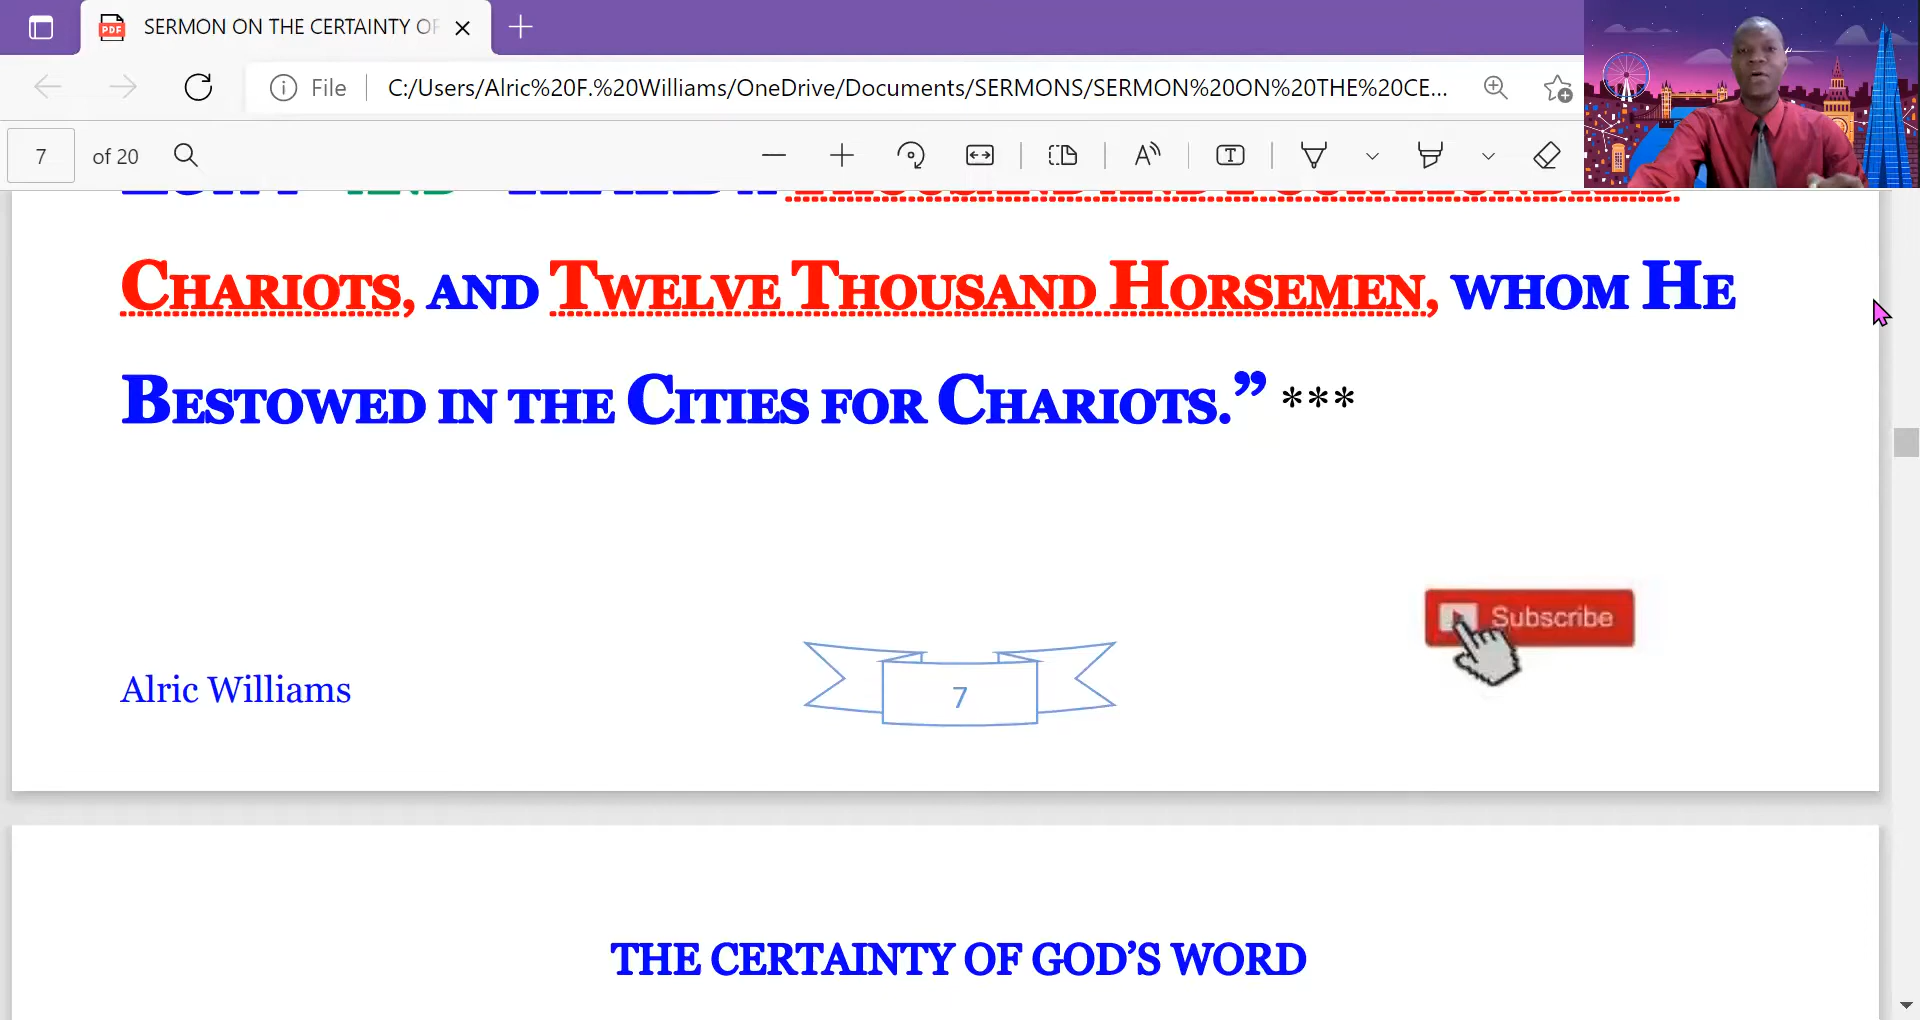 SERMON ON THE CERTAINTY OF
File C:/Users/Alric%20F.%20Williams/OneDrive/Documents/SERMONS/SERMON%20ON%20THE%20CE...
7 of 20
CHARIOTS, AND TWELVE THOUSAND HORSEMEN, WHOM HE
BESTOWED IN THE CITIES FOR CHARIOTS.” ***
Subscribe
Alric Williams
7
THE CERTAINTY OF GOD’S WORD